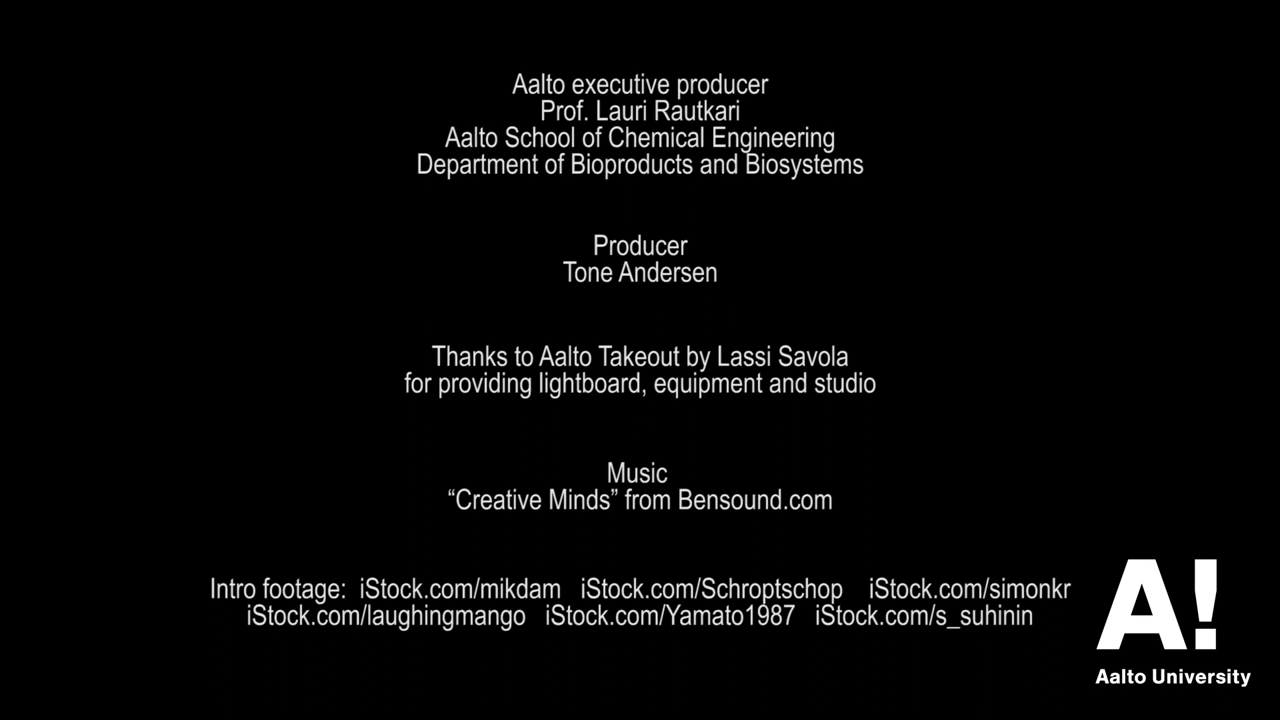 Aalto executive producer
Prof. Lauri Rautkari
Aalto School of Chemical Engineering
Department of Bioproducts and Biosystems
Producer
Tone Andersen
Thanks to Aalto Takeout by Lassi Savola
for providing lightboard, equipment and studio
Music
“Creative Minds” from Bensound.com
Intro footage: iStock.com/mikdam iStock.com/Schroptschop iStock.com/simonkr
iStock.com/laughingmango iStock.com/Yamato1987 iStock.com/s_suhinin
A!
Aalto University